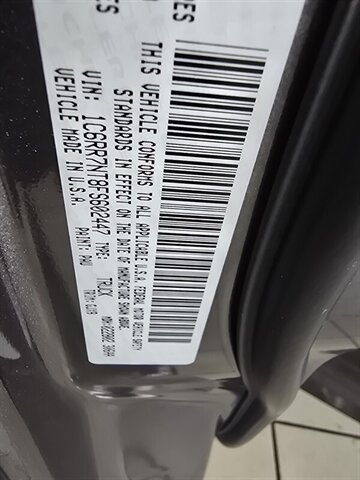 THIS VEHICLE CONFORMS TO ALL APPLICABLE U.S.A. FEDERAL MOTOR VEHICLE SAFETY
STANDARDS IN EFFECT ON THE DATE OF MANUFACTURE SHOWN ABOVE.
VIN: 1C6RR7NT8FS602447 TYPE: TRUCK
VEHICLE MADE IN U.S.A. PAINT: PAU